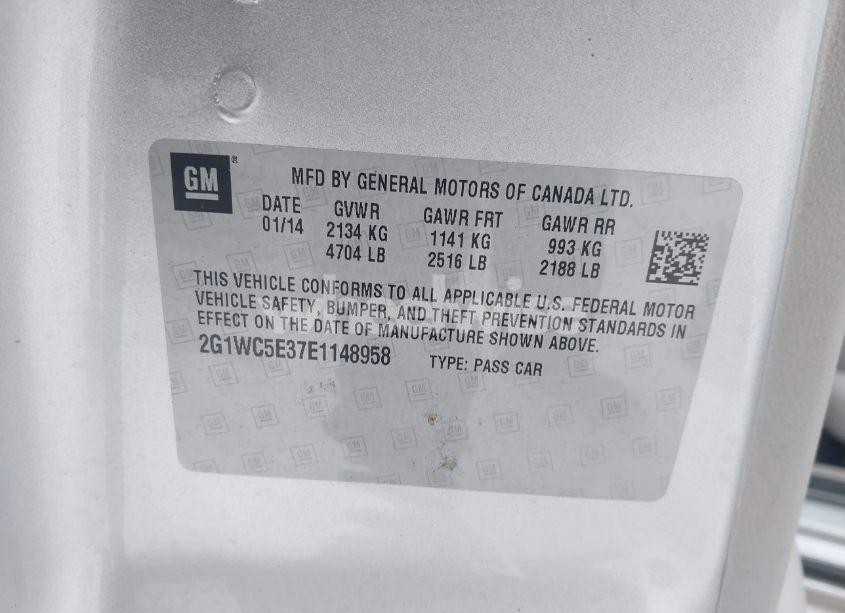 GM
MFD BY GENERAL MOTORS OF CANADA LTD.
DATE GVWR GAWR FRT GAWR RR
01/14 2134 KG 1141 KG 993 KG
4704 LB 2516 LB 2188 LB
THIS VEHICLE CONFORMS TO ALL APPLICABLE U.S. FEDERAL MOTOR
VEHICLE SAFETY, BUMPER, AND THEFT PREVENTION STANDARDS IN
EFFECT ON THE DATE OF MANUFACTURE SHOWN ABOVE.
2G1WC5E37E1148958 TYPE: PASS CAR